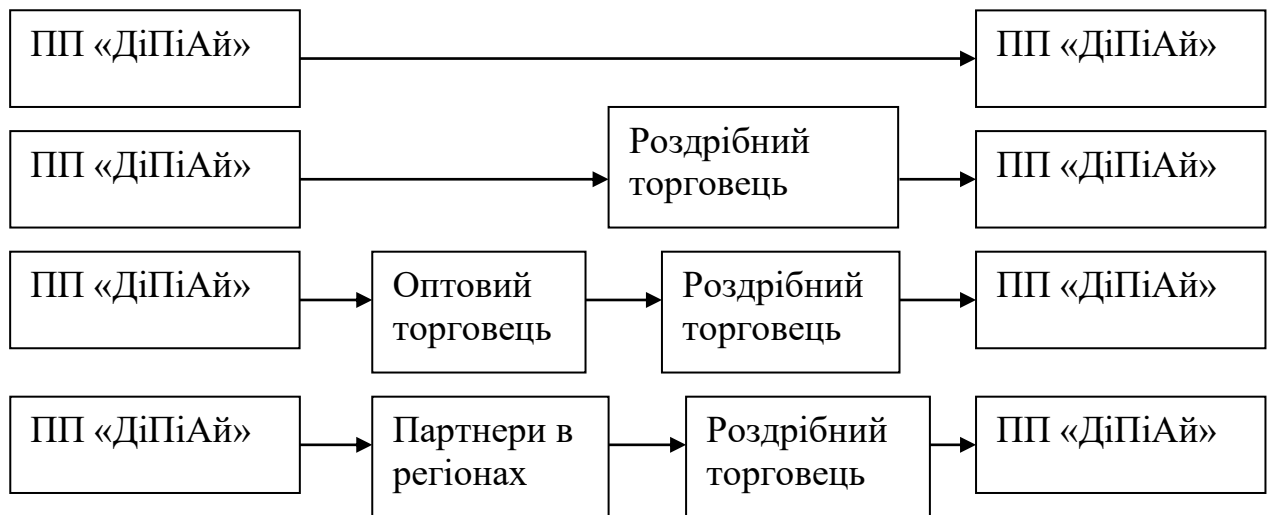 ПП «ДіПіАй»
ПП «ДіПіАй»
ПП «ДіПіАй»
Роздрібний
торговець
ПП «ДіПіАй»
ПП «ДіПіАй»
Оптовий
торговець
Роздрібний
торговець
ПП «ДіПіАй»
ПП «ДіПіАй»
Партнери в
регіонах
Роздрібний
торговець
ПП «ДіПіАй»